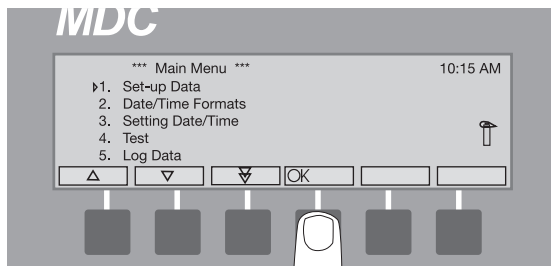 MDC
*** Main Menu *** 10:15 AM
1. Set-up Data
2. Date/Time Formats
3. Setting Date/Time
4. Test
5. Log Data
OK